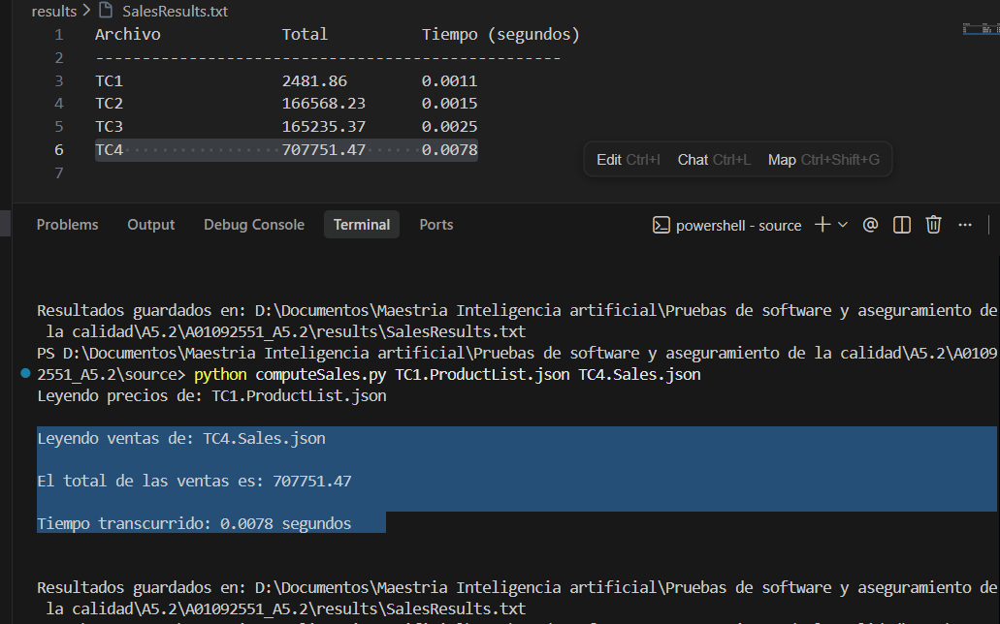 results > SalesResults.txt
1 Archivo Total Tiempo (segundos)
2 --------------------------------------------------
3 TC1 2481.86 0.0011
4 TC2 166568.23 0.0015
5 TC3 165235.37 0.0025
6 TC4 707751.47 0.0078
7
Edit Ctrl+I Chat Ctrl+L Map Ctrl+Shift+G
Problems Output Debug Console Terminal Ports powershell - source
Resultados guardados en: D:\Documentos\Maestria Inteligencia artificial\Pruebas de software y aseguramiento de
la calidad\A5.2\A01092551_A5.2\results\SalesResults.txt
PS D:\Documentos\Maestria Inteligencia artificial\Pruebas de software y aseguramiento de la calidad\A5.2\A0109
2551_A5.2\source> python computeSales.py TC1.ProductList.json TC4.Sales.json
Leyendo precios de: TC1.ProductList.json
Leyendo ventas de: TC4.Sales.json
El total de las ventas es: 707751.47
Tiempo transcurrido: 0.0078 segundos
Resultados guardados en: D:\Documentos\Maestria Inteligencia artificial\Pruebas de software y aseguramiento de
la calidad\A5.2\A01092551_A5.2\results\SalesResults.txt